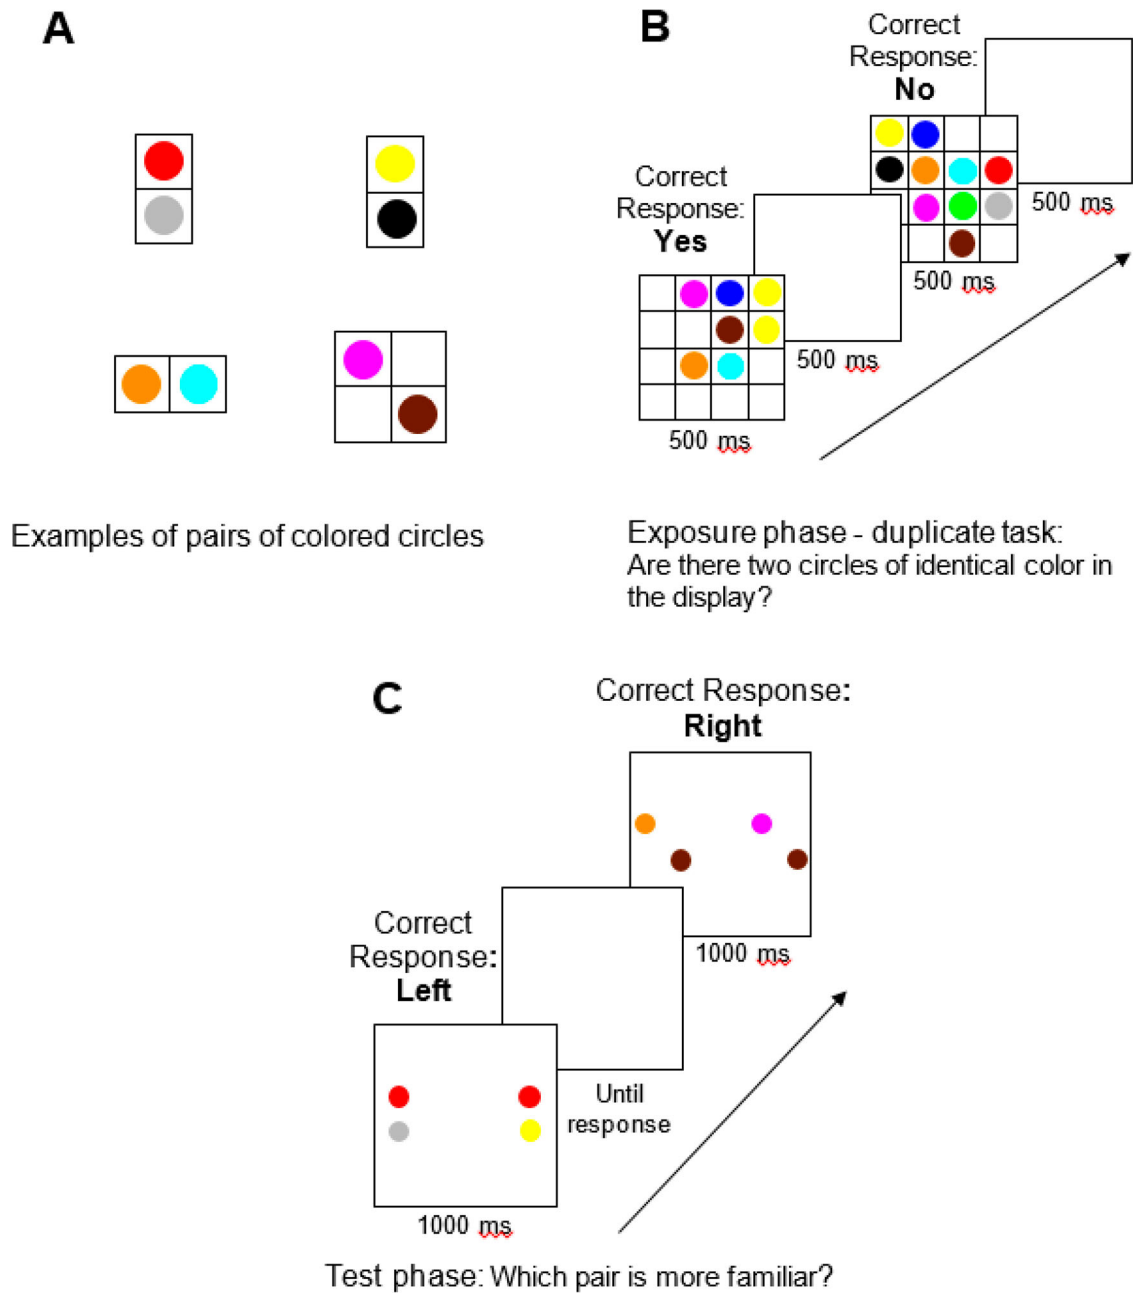 A
Examples of pairs of colored circles
B
Correct
Response:
No
Correct
Response:
Yes
500 ms
500 ms
500 ms
500 ms
Exposure phase - duplicate task:
Are there two circles of identical color in
the display?
C
Correct Response:
Right
Correct
Response:
Left
1000 ms
Until
response
1000 ms
Test phase: Which pair is more familiar?